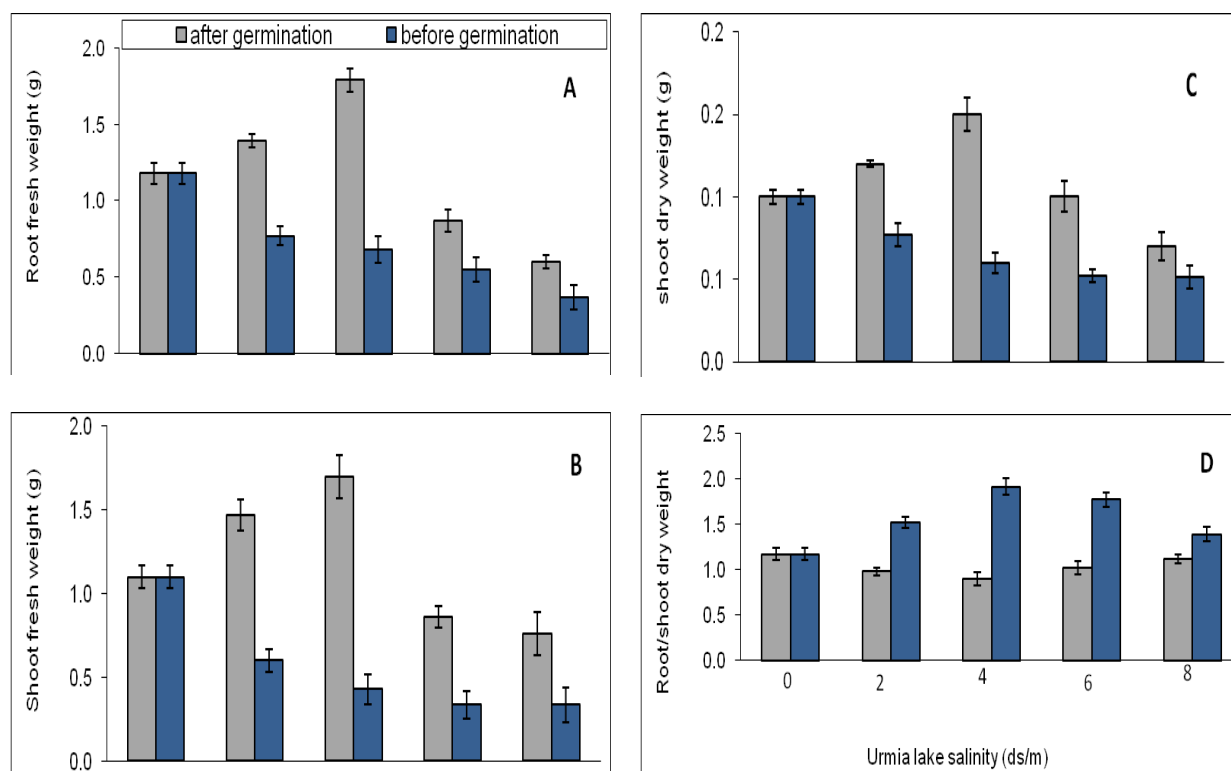 after germination before germination
Root fresh weight (g)
2.0
1.5
1.0
0.5
0.0
A
Shoot fresh weight (g)
2.0
1.5
1.0
0.5
0.0
B
shoot dry weight (g)
0.2
0.2
0.1
0.1
0.0
C
Root/shoot dry weight
2.5
2.0
1.5
1.0
0.5
0.0
D
0 2 4 6 8
Urmia lake salinity (ds/m)